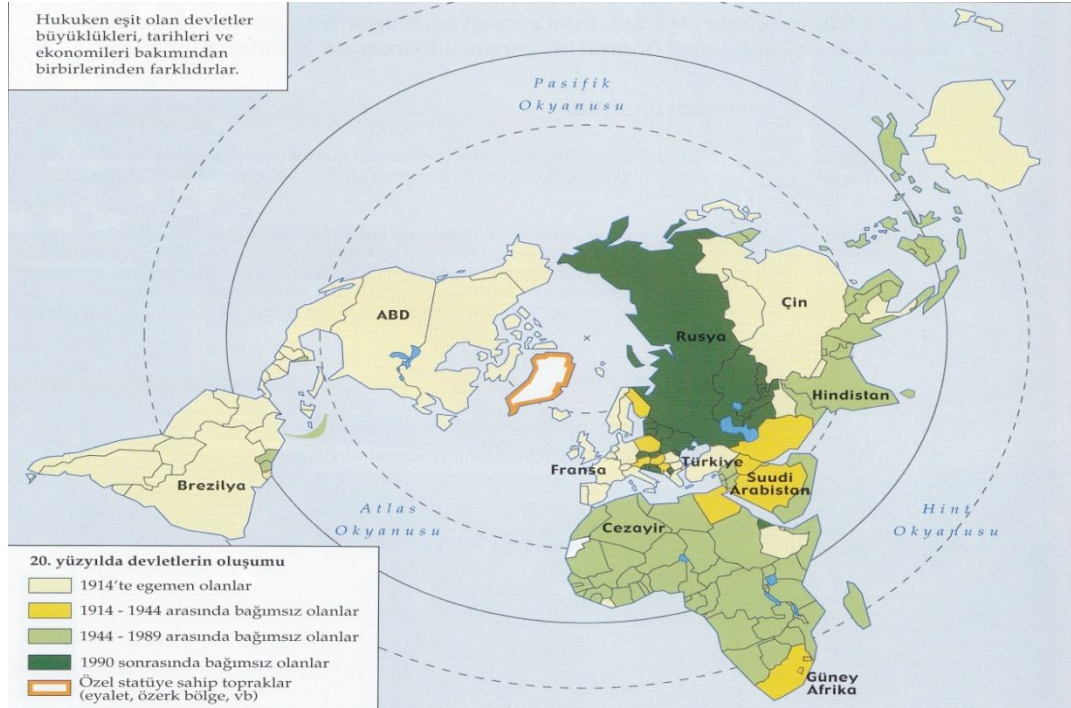 Hukuken eşit olan devletler
büyüklükleri, tarihleri ve
ekonomileri bakımından
birbirlerinden farklıdırlar.
Pasifik
Okyanusu
ABD
Rusya
Çin
Hindistan
Fransa
Türkiye
Suudi
Arabistan
Brezilya
Atlas
Okyanusu
Cezayir
Hint
Okyanusu
Güney
Afrika
20. yüzyılda devletlerin oluşumu
1914'te egemen olanlar
1914 - 1944 arasında bağımsız olanlar
1944 - 1989 arasında bağımsız olanlar
1990 sonrasında bağımsız olanlar
Özel statüye sahip topraklar
(eyalet, özerk bölge, vb)